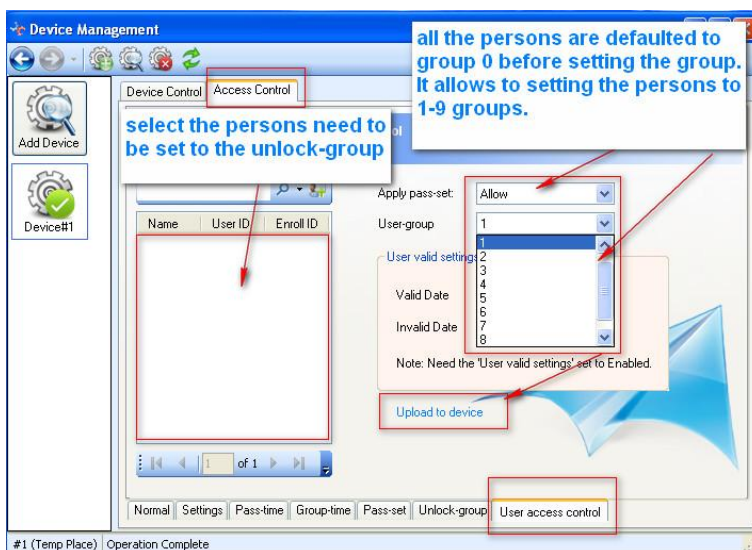 Device Management
all the persons are defaulted to
group 0 before setting the group.
It allows to setting the persons to
1-9 groups.
Device Control
Access Control
select the persons need to
be set to the unlock-group
Add Device
Device#1
Apply pass-set:
Allow
Name
User ID
Enroll ID
User-group
1
1
2
3
4
5
6
7
8
User valid settings
Valid Date
Invalid Date
Note: Need the 'User valid settings' set to Enabled.
Upload to device
1
of 1
Normal
Settings
Pass-time
Group-time
Pass-set
Unlock-group
User access control
#1 (Temp Place)
Operation Complete